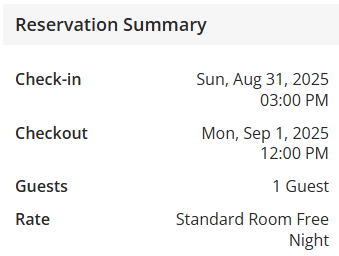 Reservation Summary
Check-in Sun, Aug 31, 2025
03:00 PM
Checkout Mon, Sep 1, 2025
12:00 PM
Guests 1 Guest
Rate Standard Room Free
Night